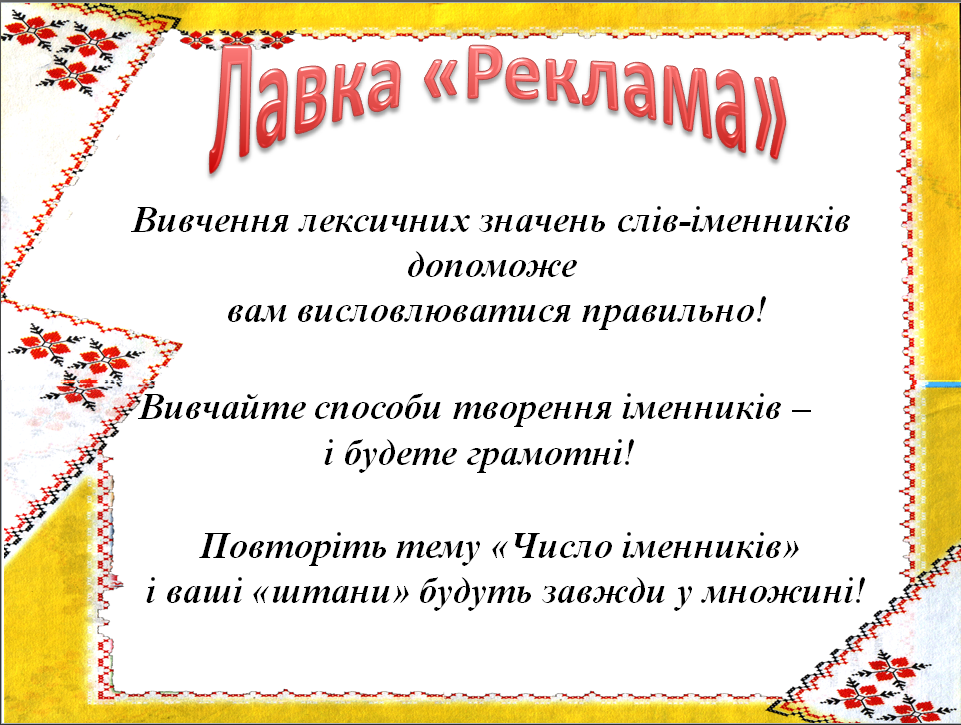 Лавка «Реклама»
Вивчення лексичних значень слів-іменників
допоможе
вам висловлюватися правильно!
Вивчайте способи творення іменників –
і будете грамотні!
Повторіть тему «Число іменників»
і ваші «штани» будуть завжди у множині!